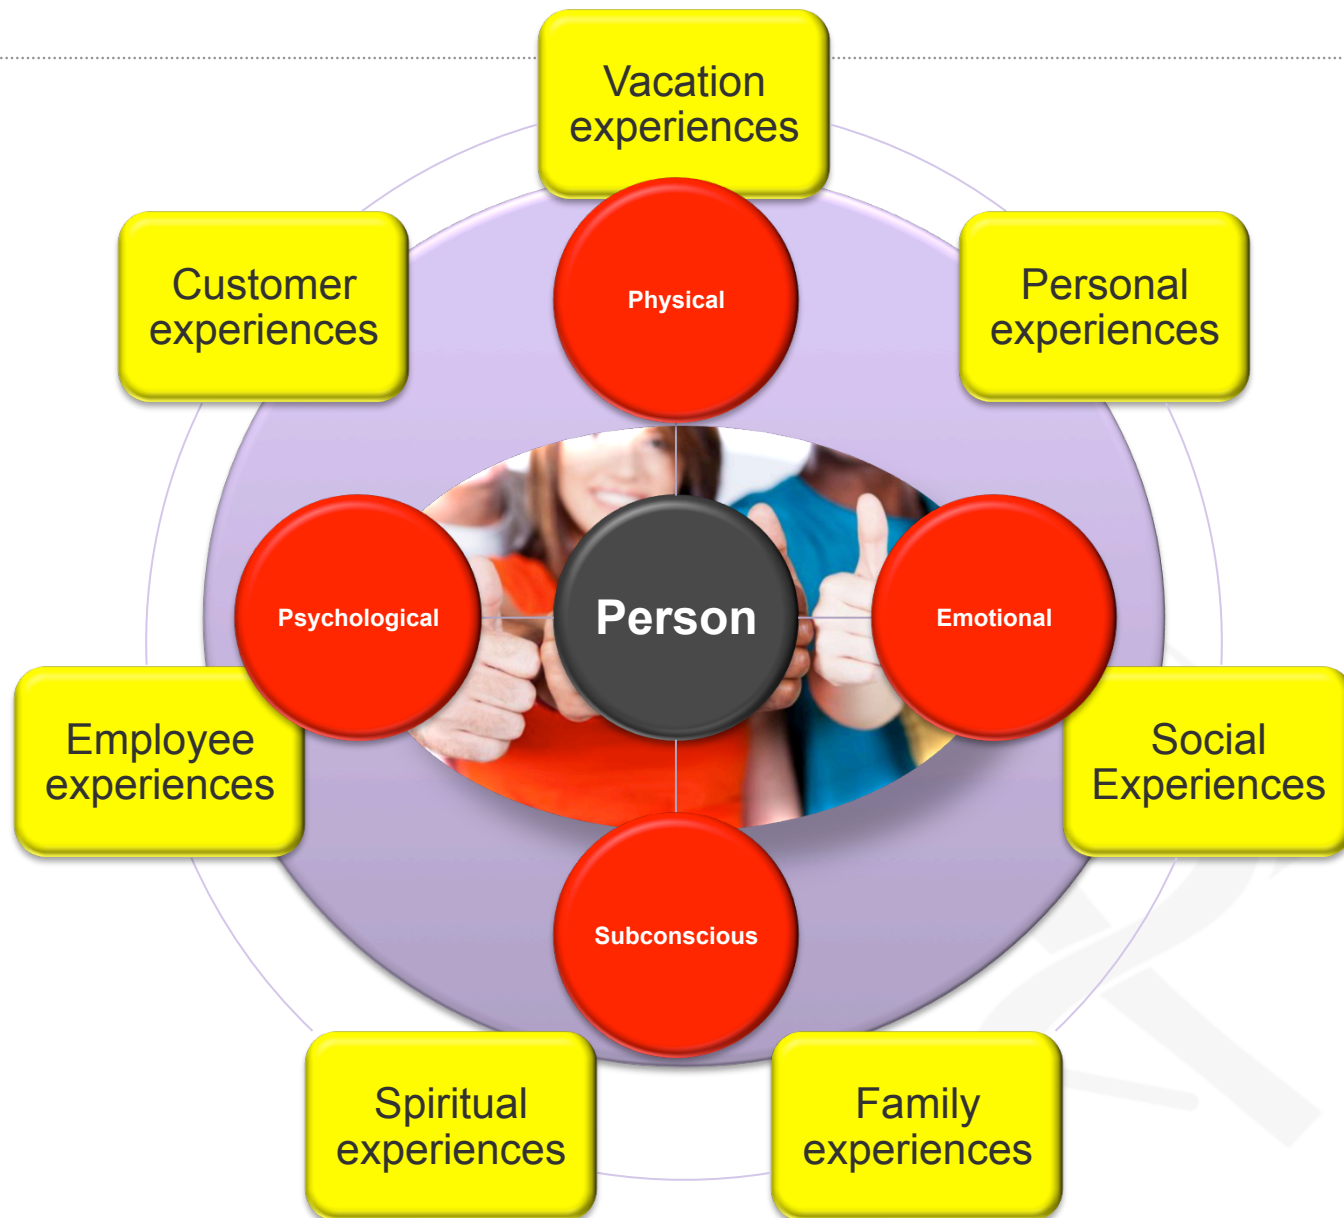 Vacation
experiences
Customer
experiences
Physical
Personal
experiences
Psychological
Person
Emotional
Employee
experiences
Social
Experiences
Subconscious
Spiritual
experiences
Family
experiences